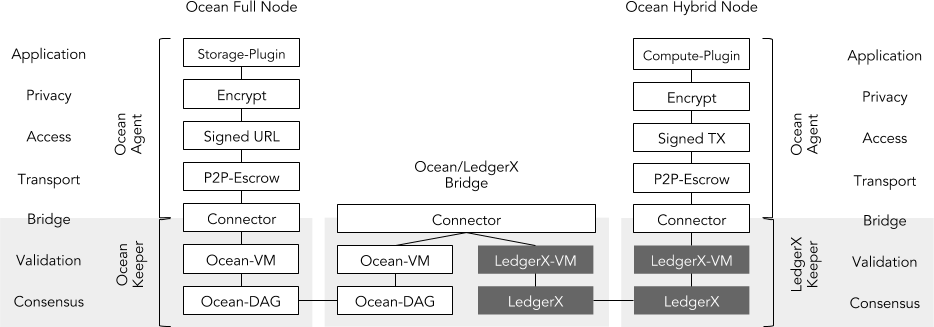 Ocean Full Node
Ocean Hybrid Node
Application
Storage-Plugin
Compute-Plugin
Application
Privacy
Encrypt
Encrypt
Privacy
Access
Ocean
Agent
Signed URL
Signed TX
Ocean
Agent
Access
Transport
P2P-Escrow
Ocean/LedgerX
Bridge
P2P-Escrow
Transport
Bridge
Connector
Connector
Connector
Bridge
Validation
Ocean
Keeper
Ocean-VM
Ocean-VM
LedgerX-VM
LedgerX-VM
LedgerX
Keeper
Validation
Consensus
Ocean-DAG
Ocean-DAG
LedgerX
LedgerX
Consensus